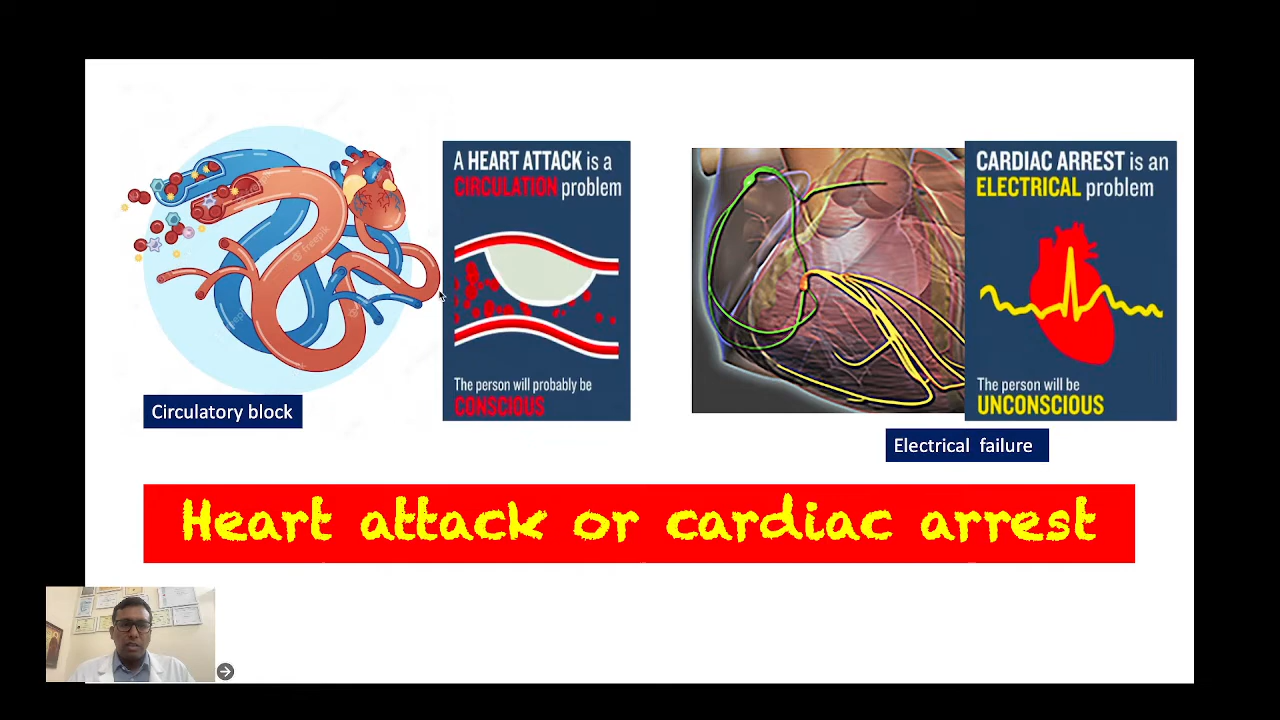 A HEART ATTACK is a
CIRCULATION problem
The person will probably be
CONSCIOUS
Circulatory block
CARDIAC ARREST is an
ELECTRICAL problem
The person will be
UNCONSCIOUS
Electrical failure
Heart attack or cardiac arrest
freepik